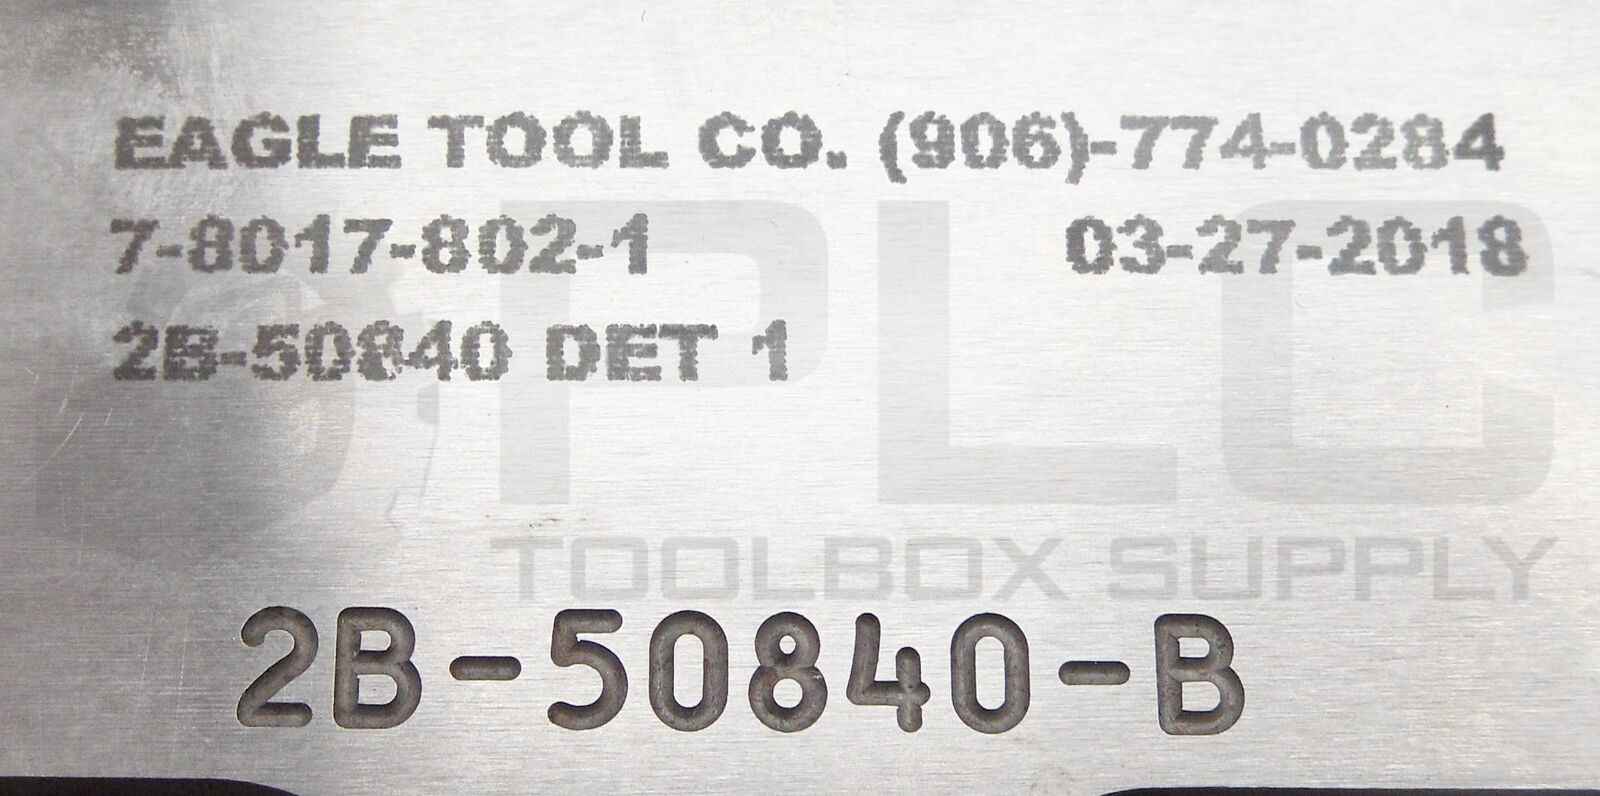 EAGLE TOOL CO. (906)-774-0284
7-8017-802-1 03-27-2018
2B-50840 DET 1
PLC
TOOLBOX SUPPLY
2B-50840-B